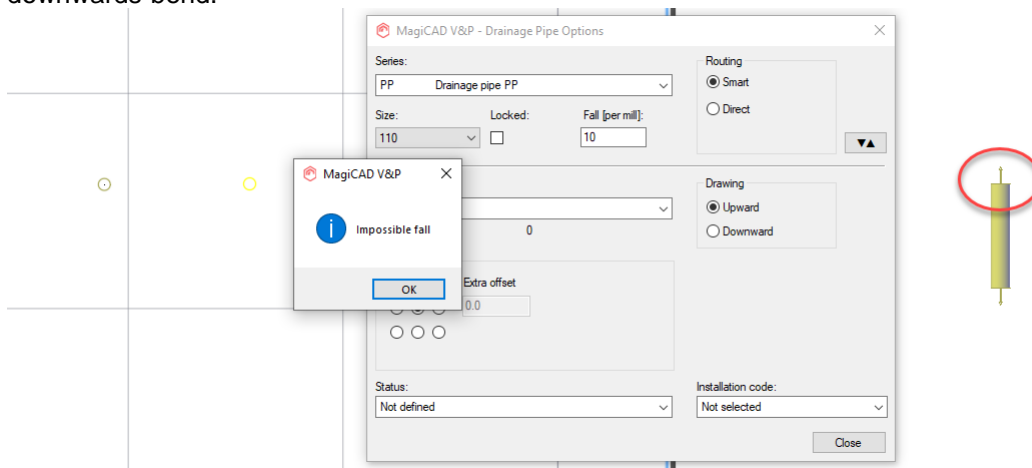 downwards bend.
MagiCAD V&P - Drainage Pipe Options
Series:
PP Drainage pipe PP
Size: Locked: Fall [per mill]:
110 10
Routing
Smart
Direct
▼▲
MagiCAD V&P
Impossible fall
OK
0
Extra offset
0.0
Drawing
Upward
Downward
Status:
Not defined
Installation code:
Not selected
Close